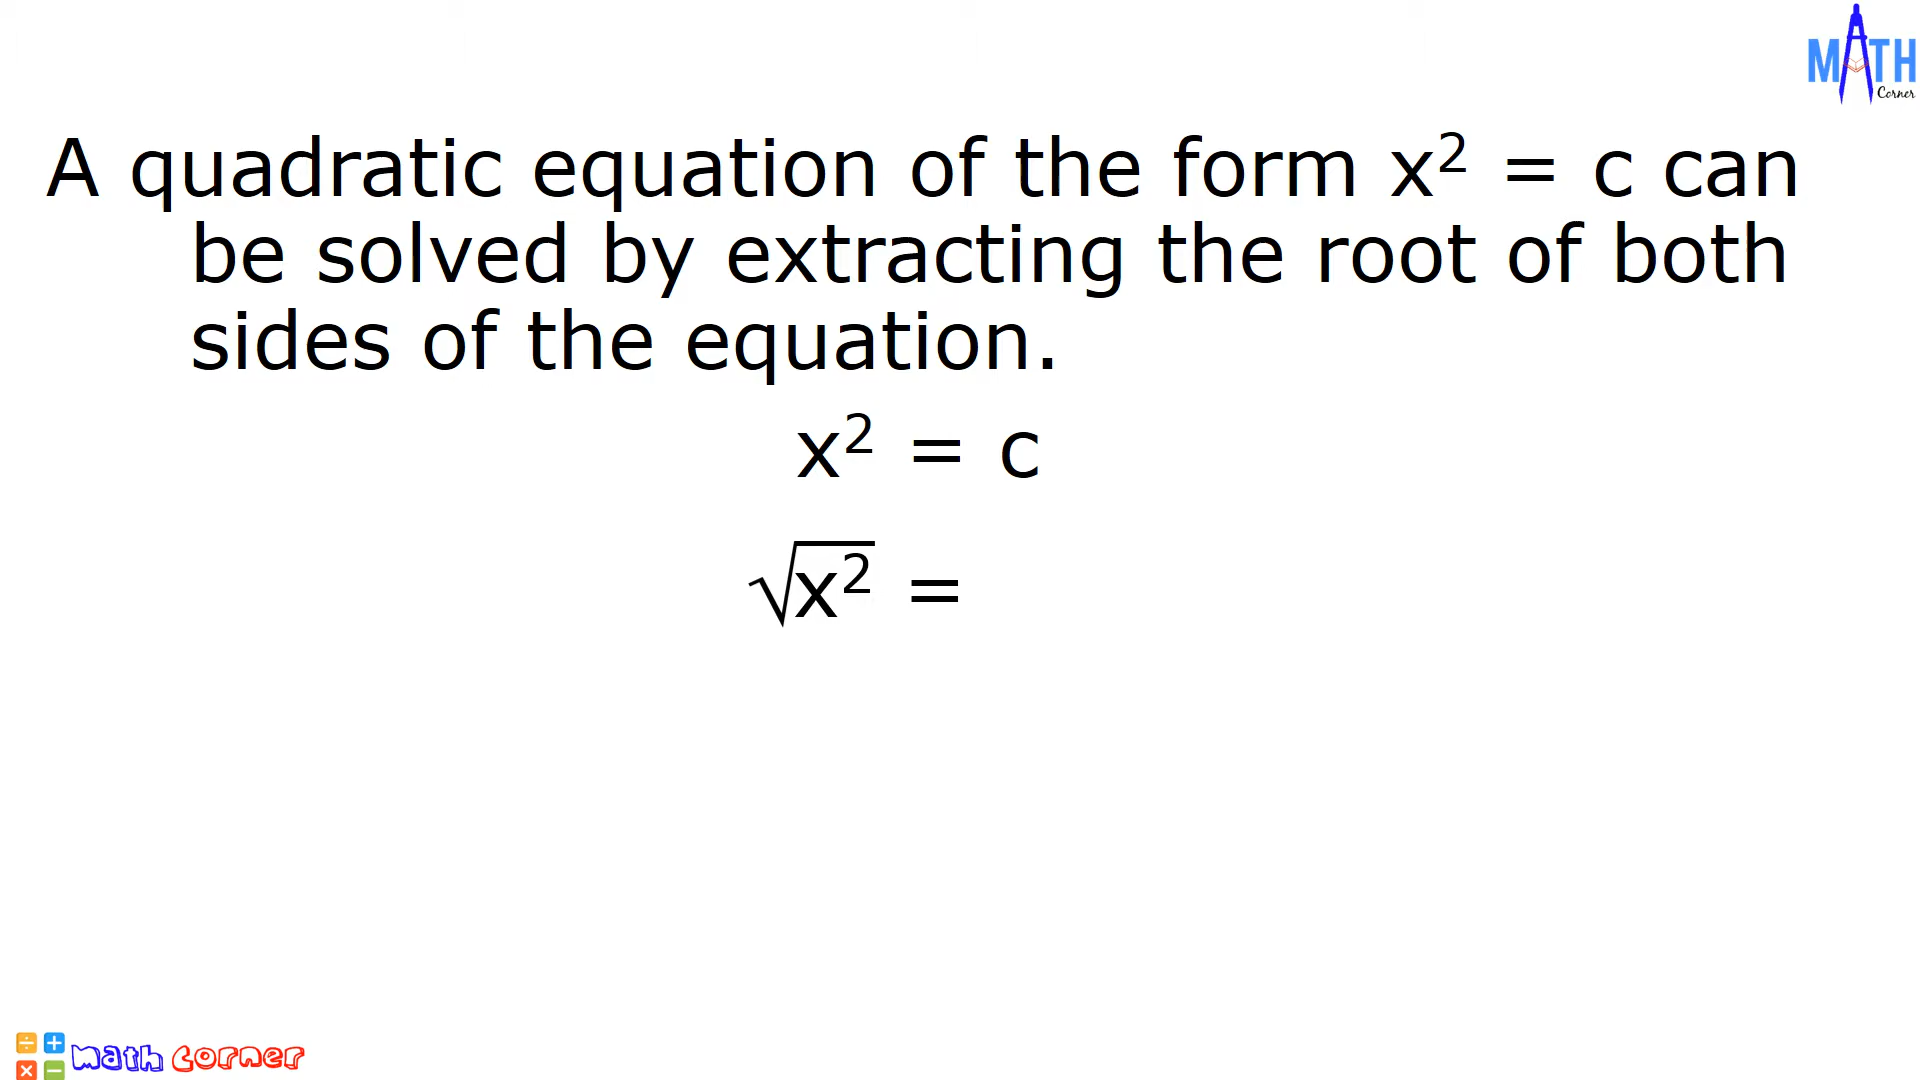 MATH
Corner
A quadratic equation of the form x² = c can
be solved by extracting the root of both
sides of the equation.
x² = c
√x² =
÷ + math corner
× −